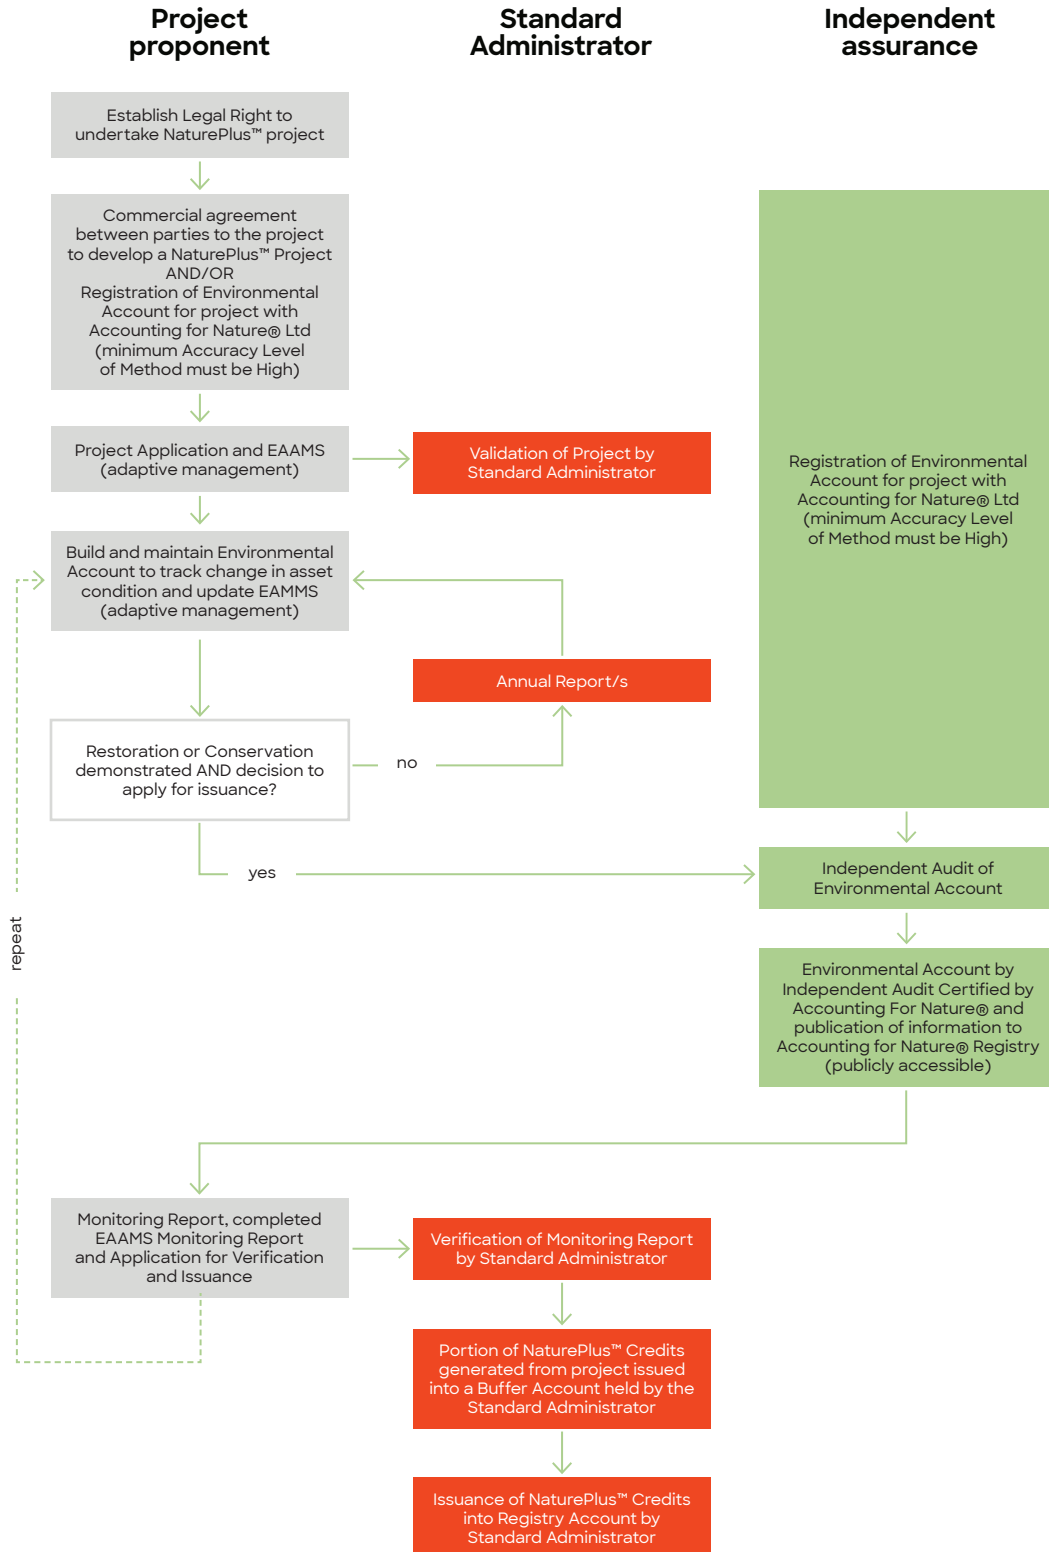 Project
proponent
Standard
Administrator
Independent
assurance
Establish Legal Right to
undertake NaturePlus™ project
Commercial agreement
between parties to the project
to develop a NaturePlus™ Project
AND/OR
Registration of Environmental
Account for project with
Accounting for Nature® Ltd
(minimum Accuracy Level
of Method must be High)
Project Application and EAAMS
(adaptive management)
Validation of Project by
Standard Administrator
Registration of Environmental
Account for project with
Accounting for Nature® Ltd
(minimum Accuracy Level
of Method must be High)
Build and maintain Environmental
Account to track change in asset
condition and update EAMMS
(adaptive management)
Annual Report/s
Restoration or Conservation
demonstrated AND decision to
apply for issuance?
no
yes
Independent Audit of
Environmental Account
repeat
Environmental Account by
Independent Audit Certified by
Accounting For Nature® and
publication of information to
Accounting for Nature® Registry
(publicly accessible)
Monitoring Report, completed
EAAMS Monitoring Report
and Application for Verification
and Issuance
Verification of Monitoring Report
by Standard Administrator
Portion of NaturePlus™ Credits
generated from project issued
into a Buffer Account held by the
Standard Administrator
Issuance of NaturePlus™ Credits
into Registry Account by
Standard Administrator